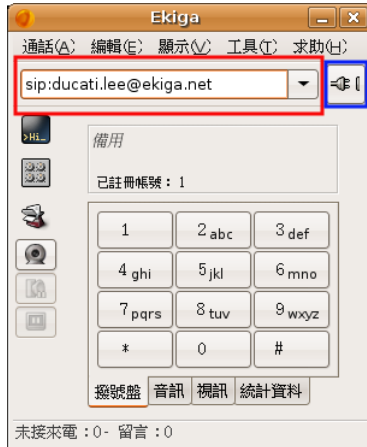 Ekiga
通話(A) 編輯(E) 顯示(V) 工具(T) 求助(H)
sip:ducati.lee@ekiga.net
>Hi_
備用
已註冊帳號：1
1 2 abc 3 def
4 ghi 5 jkl 6 mno
7 pqrs 8 tuv 9 wxyz
* 0 #
撥號盤 音訊 視訊 統計資料
未接來電：0- 留言：0